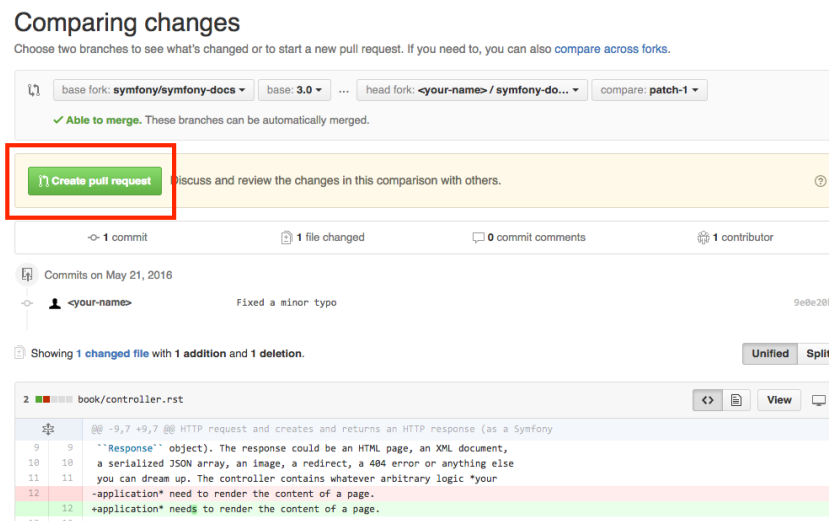 Comparing changes
Choose two branches to see what's changed or to start a new pull request. If you need to, you can also compare across forks.
base fork: symfony/symfony-docs base: 3.0 ... head fork: <your-name> / symfony-do... compare: patch-1
✓ Able to merge. These branches can be automatically merged.
Create pull request Discuss and review the changes in this comparison with others.
1 commit 1 file changed 0 commit comments 1 contributor
Commits on May 21, 2016
<your-name> Fixed a minor typo 9e0e20
Showing 1 changed file with 1 addition and 1 deletion. Unified Split
2 book/controller.rst <> View
@@ -9,7 +9,7 @@ HTTP request and creates and returns an HTTP response (as a Symfony
9 9 ``Response`` object). The response could be an HTML page, an XML document,
10 10 a serialized JSON array, an image, a redirect, a 404 error or anything else
11 11 you can dream up. The controller contains whatever arbitrary logic *your
12 -application* need to render the content of a page.
12 +application* needs to render the content of a page.